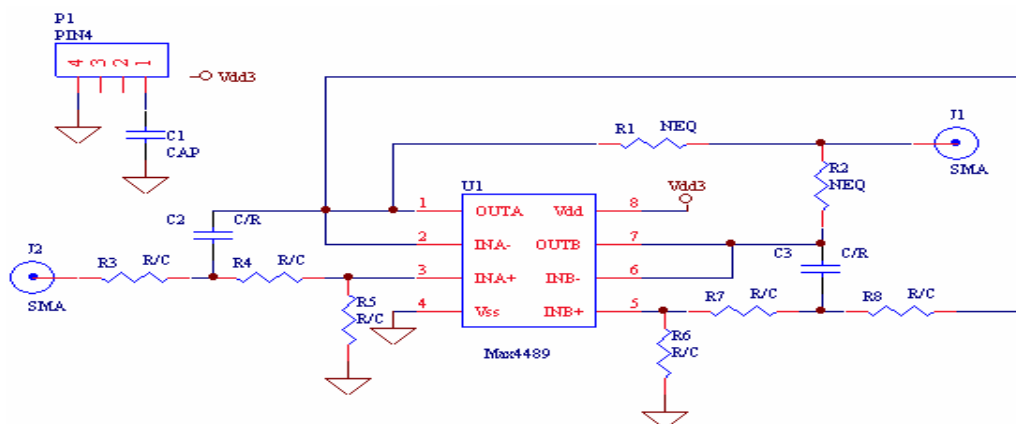 P1
PIN4
4 3 2 1
Vdd3
C1
CAP
R1 NEQ
J1
SMA
R2
NEQ
U1
Vdd3
C2 C/R
1 OUTA Vdd 8
2 INA- OUTB 7
C3 C/R
J2
R3 R/C R4 R/C
3 INA+ INB- 6
SMA
R5
R/C
4 Vss INB+ 5
R7 R/C R8 R/C
R6
R/C
Max4489